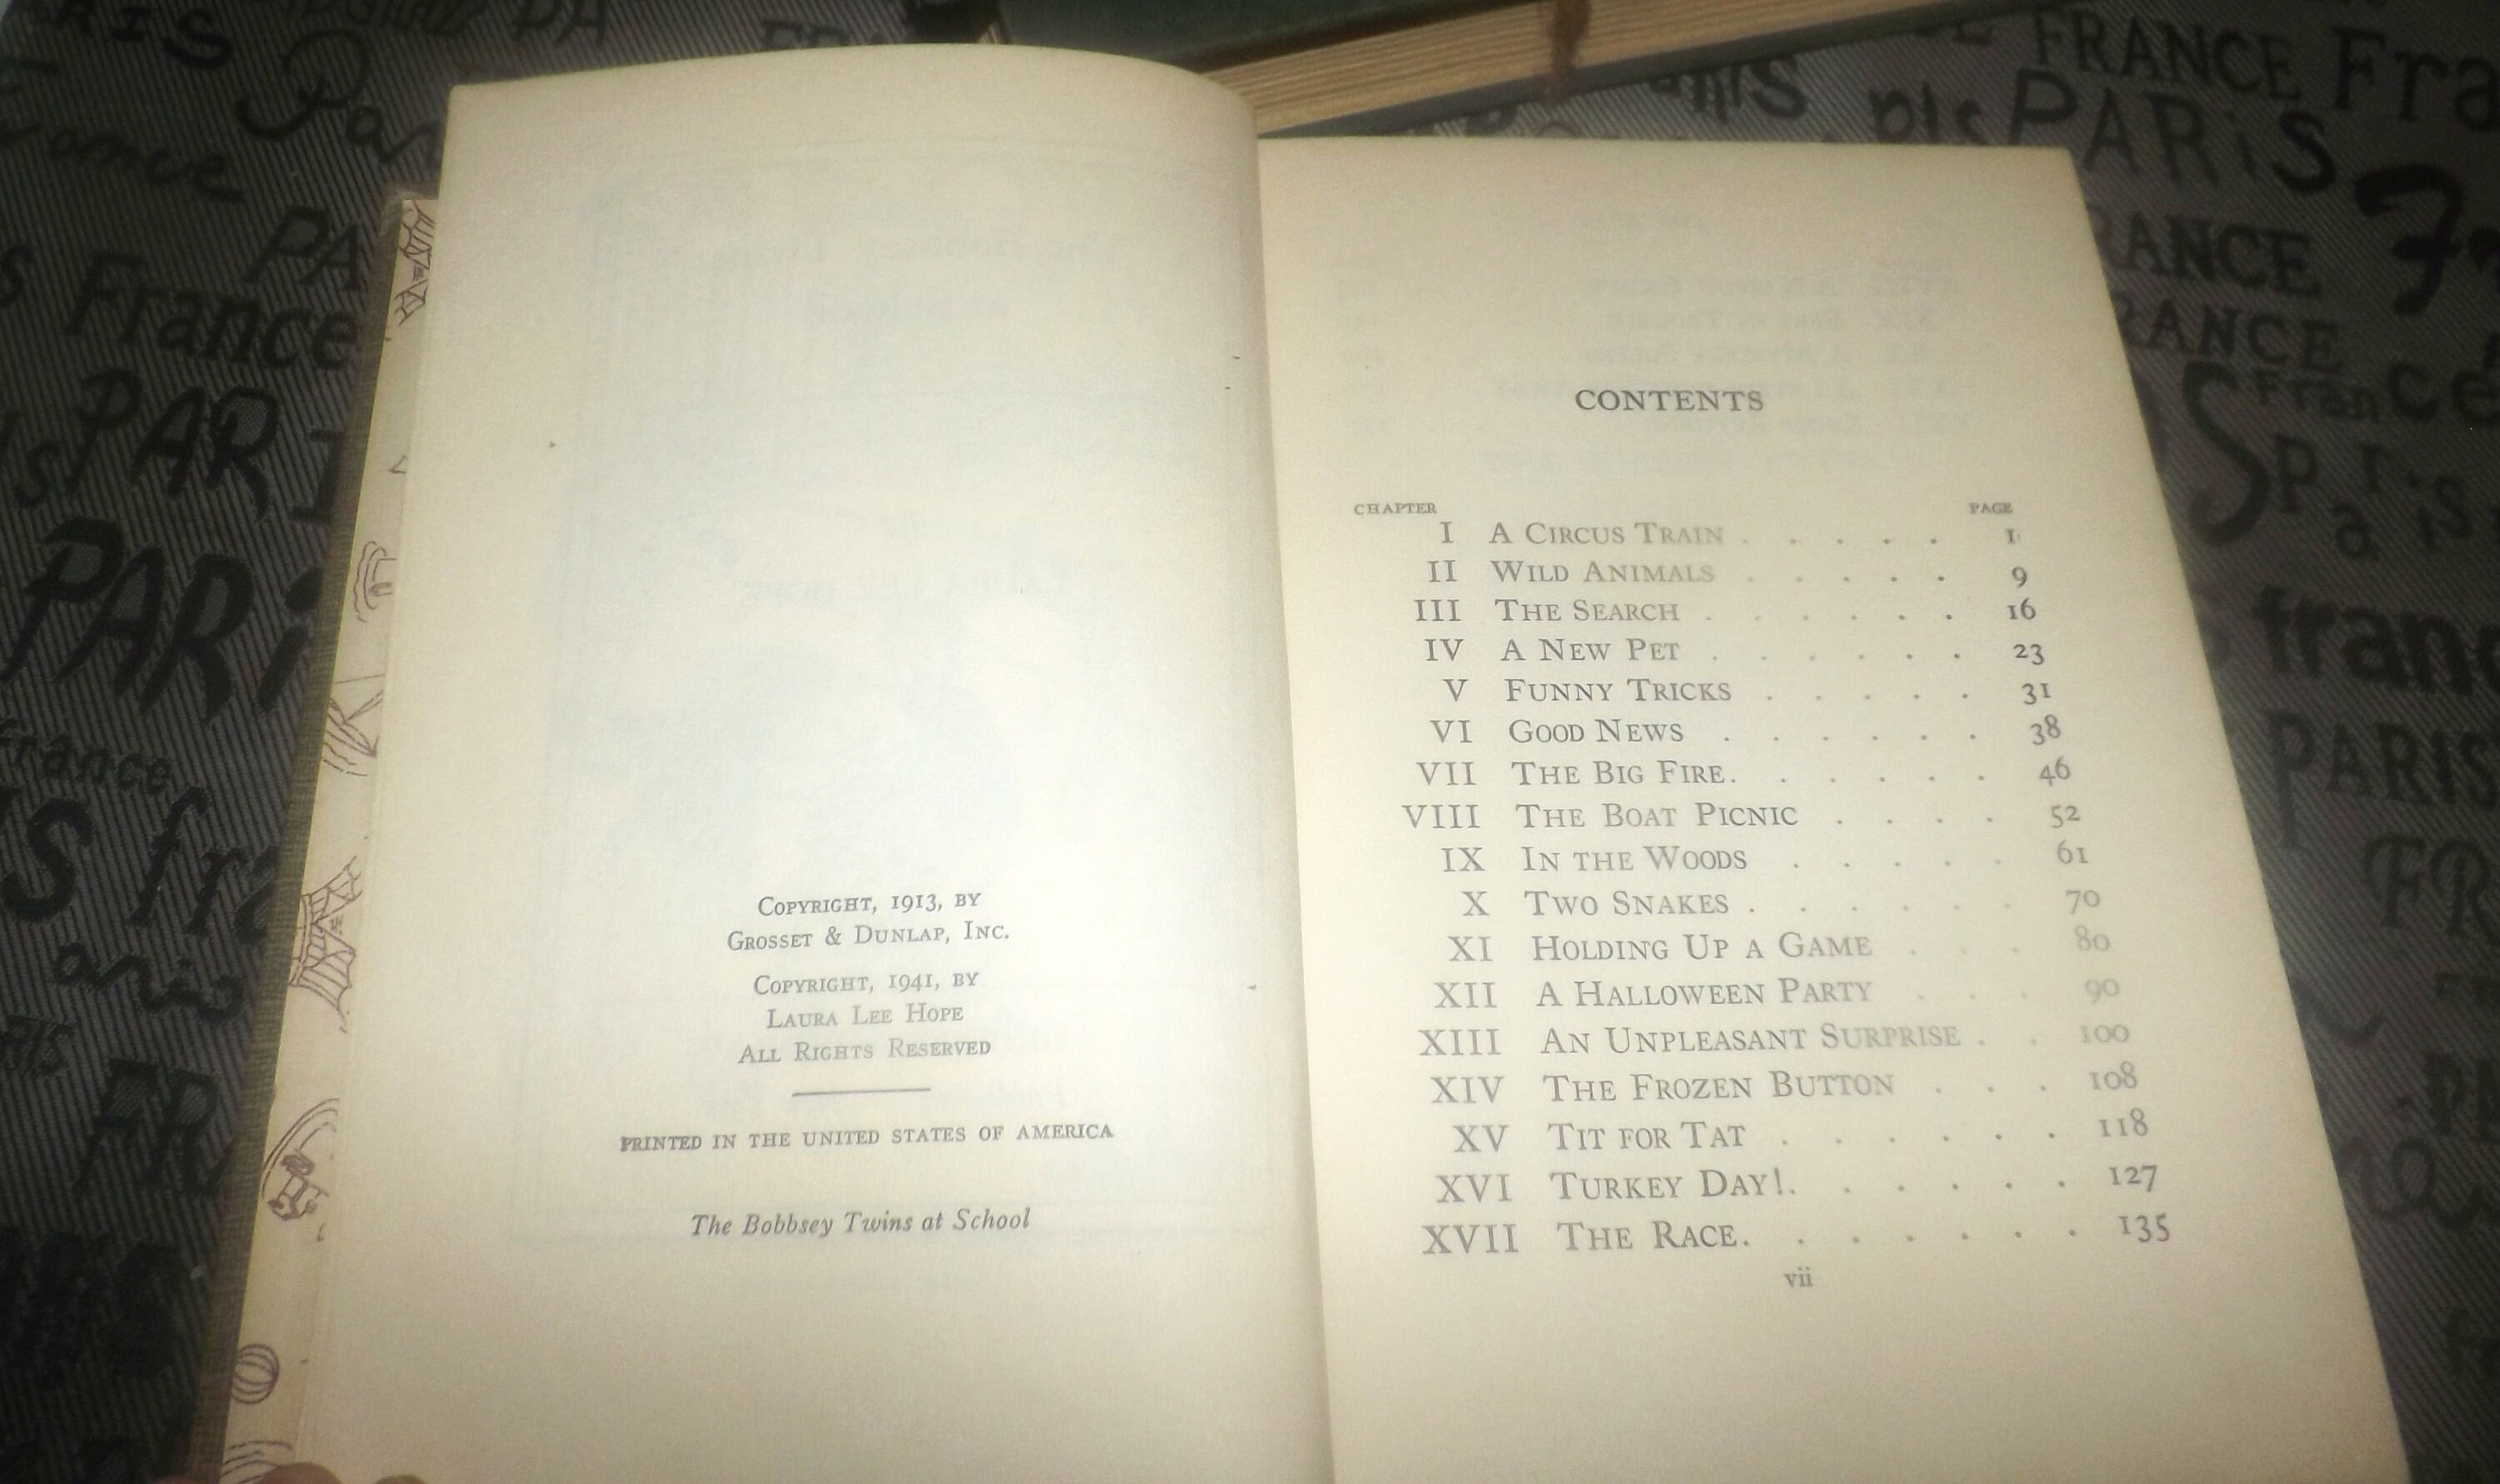 COPYRIGHT, 1913, BY
GROSSET & DUNLAP, INC.
COPYRIGHT, 1941, BY
LAURA LEE HOPE
ALL RIGHTS RESERVED
PRINTED IN THE UNITED STATES OF AMERICA
The Bobbsey Twins at School
CONTENTS
CHAPTER PAGE
I A CIRCUS TRAIN . . . . . 1
II WILD ANIMALS . . . . . 9
III THE SEARCH . . . . . . 16
IV A NEW PET . . . . . . 23
V FUNNY TRICKS . . . . . 31
VI GOOD NEWS . . . . . . 38
VII THE BIG FIRE. . . . . . 46
VIII THE BOAT PICNIC . . . . 52
IX IN THE WOODS . . . . . 61
X TWO SNAKES . . . . . . 70
XI HOLDING UP A GAME . . . 80
XII A HALLOWEEN PARTY . . . 90
XIII AN UNPLEASANT SURPRISE . . 100
XIV THE FROZEN BUTTON . . . 108
XV TIT FOR TAT . . . . . . 118
XVI TURKEY DAY!. . . . . . 127
XVII THE RACE. . . . . . . 135
vii
FRANCE
PARIS
France
PARIS
france
PARIS